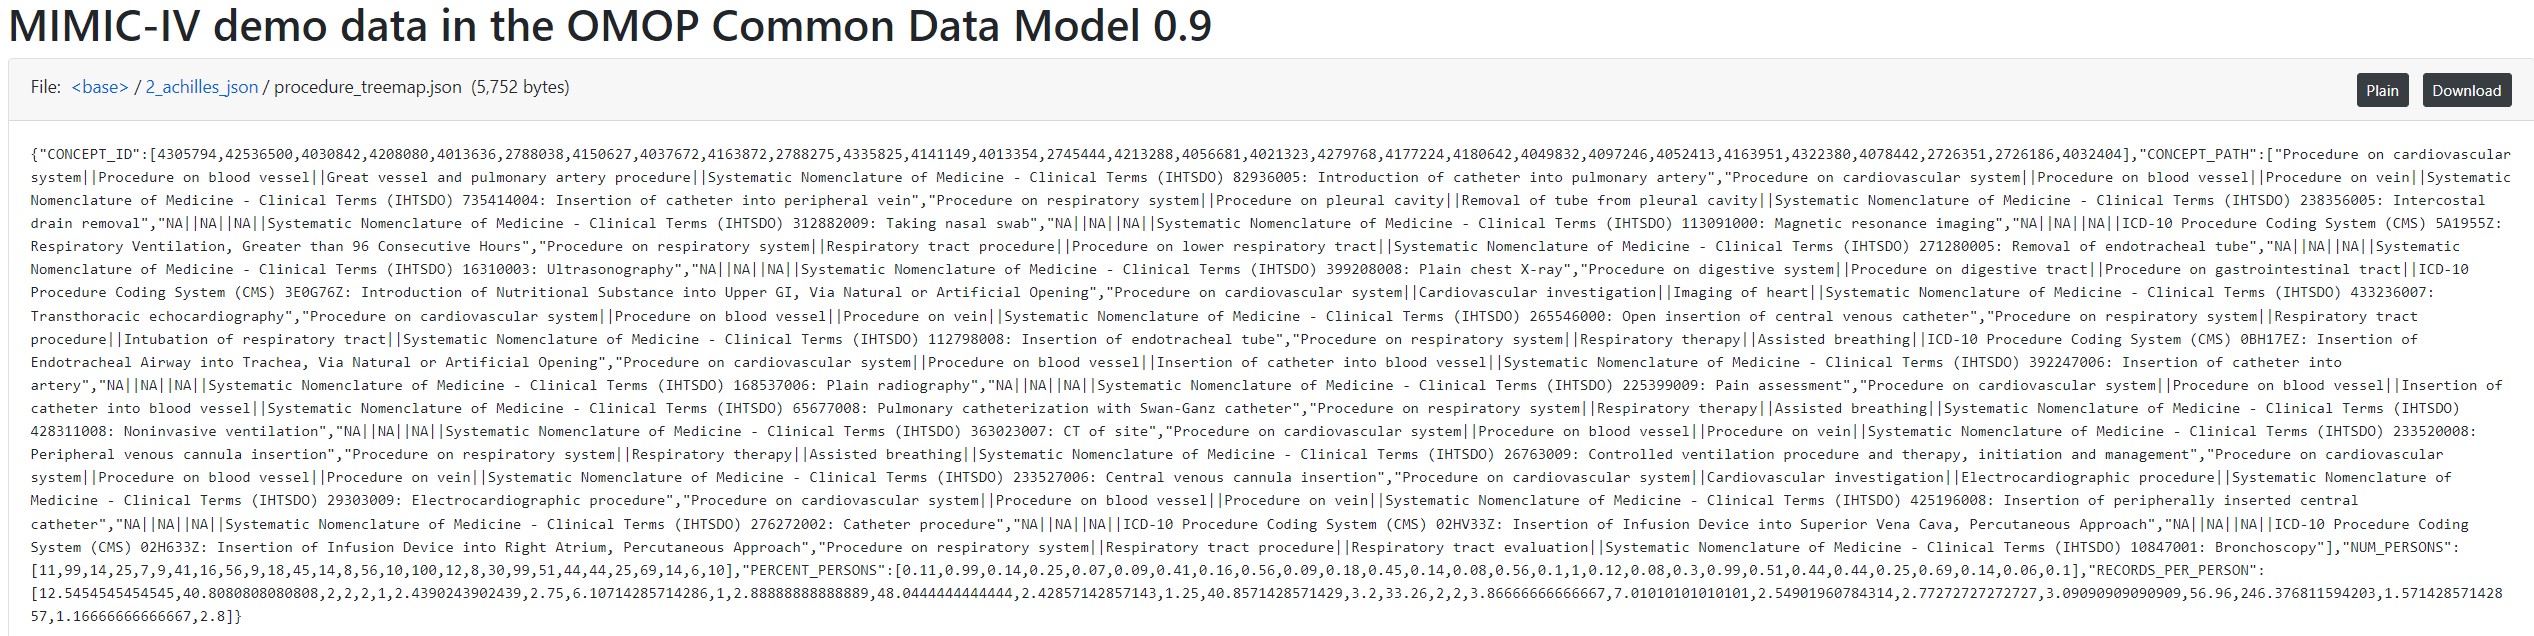 MIMIC-IV demo data in the OMOP Common Data Model 0.9
File: <base> / 2_achilles_json / procedure_treemap.json (5,752 bytes)
Plain
Download
{"CONCEPT_ID":[4305794,42536500,4030842,4208080,4013636,2788038,4150627,4037672,4163872,2788275,4335825,4141149,4013354,2745444,4213288,4056681,4021323,4279768,4177224,4180642,4049832,4097246,4052413,4163951,4322380,4078442,2726351,2726186,4032404],"CONCEPT_PATH":["Procedure on cardiovascular
system||Procedure on blood vessel||Great vessel and pulmonary artery procedure||Systematic Nomenclature of Medicine - Clinical Terms (IHTSDO) 82936005: Introduction of catheter into pulmonary artery","Procedure on cardiovascular system||Procedure on blood vessel||Procedure on vein||Systematic
Nomenclature of Medicine - Clinical Terms (IHTSDO) 735414004: Insertion of catheter into peripheral vein","Procedure on respiratory system||Procedure on pleural cavity||Removal of tube from pleural cavity||Systematic Nomenclature of Medicine - Clinical Terms (IHTSDO) 238356005: Intercostal
drain removal","NA||NA||NA||Systematic Nomenclature of Medicine - Clinical Terms (IHTSDO) 312882009: Taking nasal swab","NA||NA||NA||Systematic Nomenclature of Medicine - Clinical Terms (IHTSDO) 113091000: Magnetic resonance imaging","NA||NA||NA||ICD-10 Procedure Coding System (CMS) 5A1955Z:
Respiratory Ventilation, Greater than 96 Consecutive Hours","Procedure on respiratory system||Respiratory tract procedure||Procedure on lower respiratory tract||Systematic Nomenclature of Medicine - Clinical Terms (IHTSDO) 271280005: Removal of endotracheal tube","NA||NA||NA||Systematic
Nomenclature of Medicine - Clinical Terms (IHTSDO) 16310003: Ultrasonography","NA||NA||NA||Systematic Nomenclature of Medicine - Clinical Terms (IHTSDO) 399208008: Plain chest X-ray","Procedure on digestive system||Procedure on digestive tract||Procedure on gastrointestinal tract||ICD-10
Procedure Coding System (CMS) 3E0G76Z: Introduction of Nutritional Substance into Upper GI, Via Natural or Artificial Opening","Procedure on cardiovascular system||Cardiovascular investigation||Imaging of heart||Systematic Nomenclature of Medicine - Clinical Terms (IHTSDO) 433236007:
Transthoracic echocardiography","Procedure on cardiovascular system||Procedure on blood vessel||Procedure on vein||Systematic Nomenclature of Medicine - Clinical Terms (IHTSDO) 265546000: Open insertion of central venous catheter","Procedure on respiratory system||Respiratory tract
procedure||Intubation of respiratory tract||Systematic Nomenclature of Medicine - Clinical Terms (IHTSDO) 112798008: Insertion of endotracheal tube","Procedure on respiratory system||Respiratory therapy||Assisted breathing||ICD-10 Procedure Coding System (CMS) 0BH17EZ: Insertion of
Endotracheal Airway into Trachea, Via Natural or Artificial Opening","Procedure on cardiovascular system||Procedure on blood vessel||Insertion of catheter into blood vessel||Systematic Nomenclature of Medicine - Clinical Terms (IHTSDO) 392247006: Insertion of catheter into
artery","NA||NA||NA||Systematic Nomenclature of Medicine - Clinical Terms (IHTSDO) 168537006: Plain radiography","NA||NA||NA||Systematic Nomenclature of Medicine - Clinical Terms (IHTSDO) 225399009: Pain assessment","Procedure on cardiovascular system||Procedure on blood vessel||Insertion of
catheter into blood vessel||Systematic Nomenclature of Medicine - Clinical Terms (IHTSDO) 65677008: Pulmonary catheterization with Swan-Ganz catheter","Procedure on respiratory system||Respiratory therapy||Assisted breathing||Systematic Nomenclature of Medicine - Clinical Terms (IHTSDO)
428311008: Noninvasive ventilation","NA||NA||NA||Systematic Nomenclature of Medicine - Clinical Terms (IHTSDO) 363023007: CT of site","Procedure on cardiovascular system||Procedure on blood vessel||Procedure on vein||Systematic Nomenclature of Medicine - Clinical Terms (IHTSDO) 233520008:
Peripheral venous cannula insertion","Procedure on respiratory system||Respiratory therapy||Assisted breathing||Systematic Nomenclature of Medicine - Clinical Terms (IHTSDO) 26763009: Controlled ventilation procedure and therapy, initiation and management","Procedure on cardiovascular
system||Procedure on blood vessel||Procedure on vein||Systematic Nomenclature of Medicine - Clinical Terms (IHTSDO) 233527006: Central venous cannula insertion","Procedure on cardiovascular system||Cardiovascular investigation||Electrocardiographic procedure||Systematic Nomenclature of
Medicine - Clinical Terms (IHTSDO) 29303009: Electrocardiographic procedure","Procedure on cardiovascular system||Procedure on blood vessel||Procedure on vein||Systematic Nomenclature of Medicine - Clinical Terms (IHTSDO) 425196008: Insertion of peripherally inserted central
catheter","NA||NA||NA||Systematic Nomenclature of Medicine - Clinical Terms (IHTSDO) 276272002: Catheter procedure","NA||NA||NA||ICD-10 Procedure Coding System (CMS) 02HV33Z: Insertion of Infusion Device into Superior Vena Cava, Percutaneous Approach","NA||NA||NA||ICD-10 Procedure Coding
System (CMS) 02H633Z: Insertion of Infusion Device into Right Atrium, Percutaneous Approach","Procedure on respiratory system||Respiratory tract procedure||Respiratory tract evaluation||Systematic Nomenclature of Medicine - Clinical Terms (IHTSDO) 10847001: Bronchoscopy"],"NUM_PERSONS":
[11,99,14,25,7,9,41,16,56,9,18,45,14,8,56,10,100,12,8,30,99,51,44,44,25,69,14,6,10],"PERCENT_PERSONS":[0.11,0.99,0.14,0.25,0.07,0.09,0.41,0.16,0.56,0.09,0.18,0.45,0.14,0.08,0.56,0.1,1,0.12,0.08,0.3,0.99,0.51,0.44,0.44,0.25,0.69,0.14,0.06,0.1],"RECORDS_PER_PERSON":
[12.5454545454545,40.8080808080808,2,2,2,1,2.4390243902439,2.75,6.10714285714286,1,2.88888888888889,48.0444444444444,2.42857142857143,1.25,40.8571428571429,3.2,33.26,2,2,3.86666666666667,7.01010101010101,2.54901960784314,2.77272727272727,3.09090909090909,56.96,246.376811594203,1.571428571428
57,1.16666666666667,2.8]}